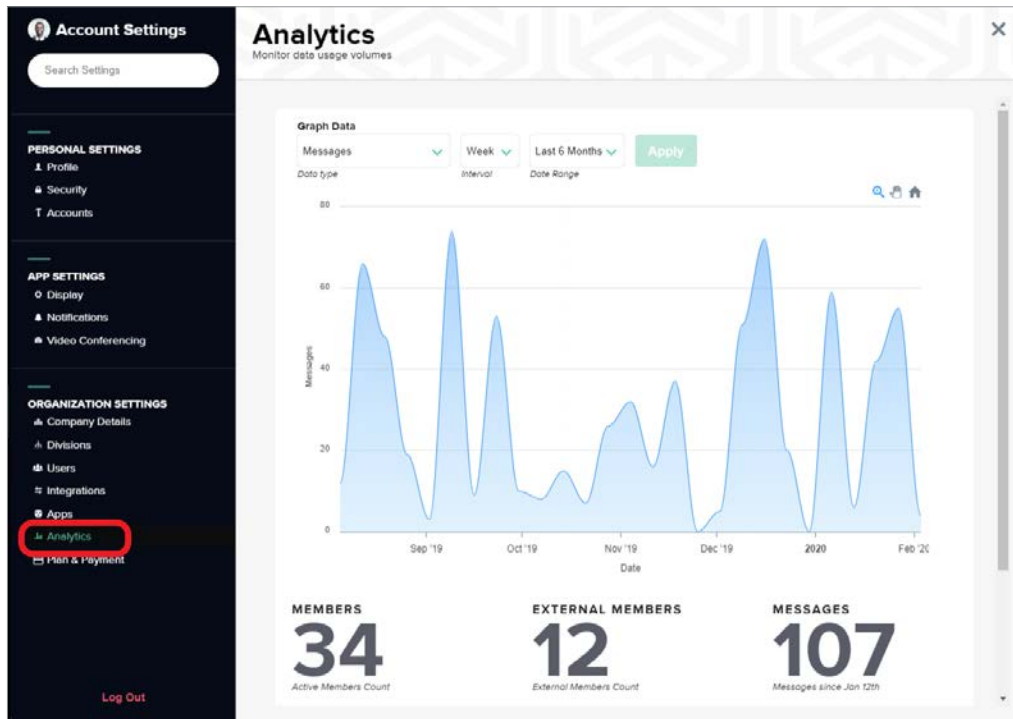 Account Settings
Search Settings
PERSONAL SETTINGS
Profile
Security
Accounts
APP SETTINGS
Display
Notifications
Video Conferencing
ORGANIZATION SETTINGS
Company Details
Divisions
Users
Integrations
Apps
Analytics
Plan & Payment
Log Out
Analytics
Monitor data usage volumes
Graph Data
Messages Week Last 6 Months Apply
Data type Interval Date Range
80
60
40
20
0
Messages
Sep '19 Oct '19 Nov '19 Dec '19 2020 Feb '20
Date
MEMBERS EXTERNAL MEMBERS MESSAGES
34 12 107
Active Members Count External Members Count Messages since Jan 12th